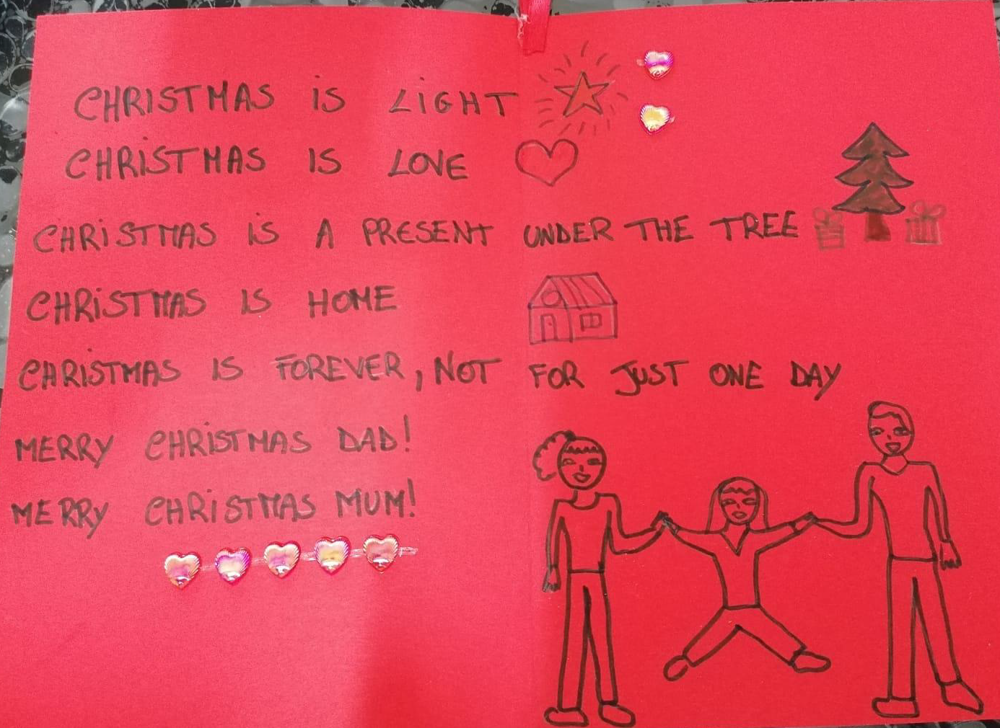 CHRISTMAS IS LIGHT
CHRISTMAS IS LOVE
CHRISTMAS IS A PRESENT UNDER THE TREE
CHRISTMAS IS HOME
CHRISTMAS IS FOREVER, NOT FOR JUST ONE DAY
MERRY CHRISTMAS DAD!
MERRY CHRISTMAS MUM!